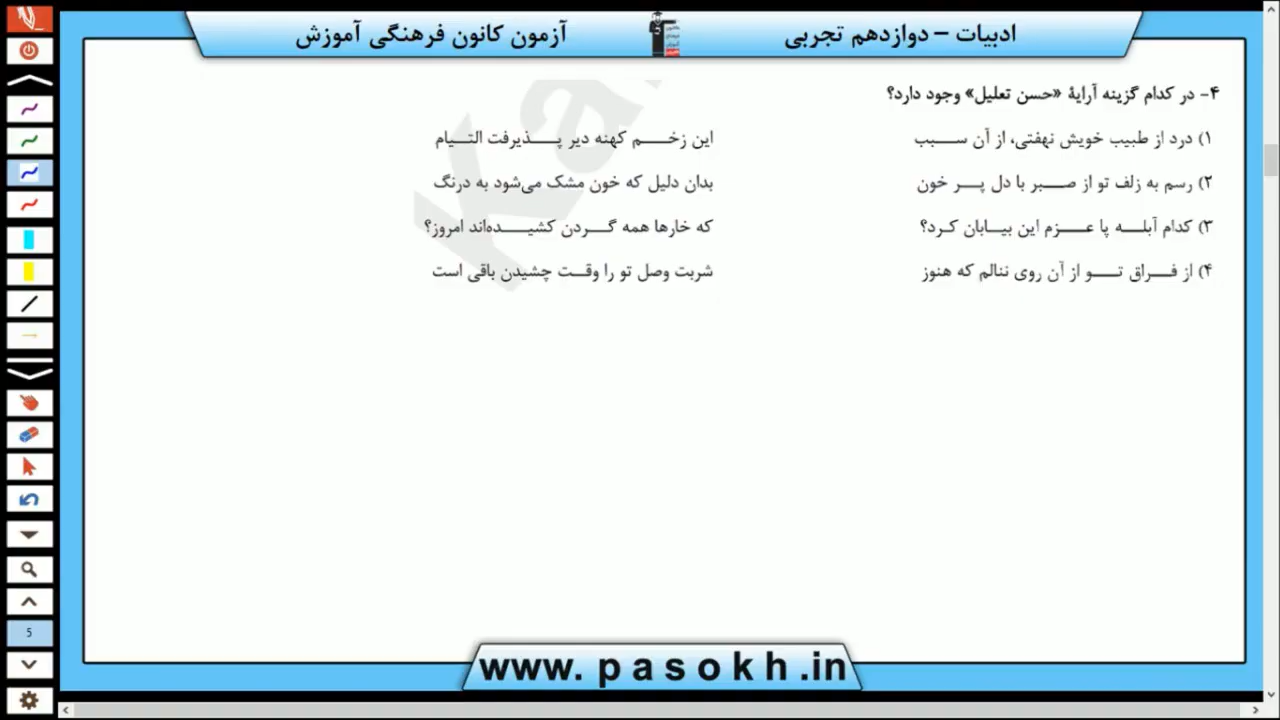 ادبیات – دوازدهم تجربی
آزمون کانون فرهنگی آموزش
۴- در کدام گزینه آرایهٔ «حسن تعلیل» وجود دارد؟
۱) درد از طبیب خویش نهفتی، از آن سبب این زخم کهنه دیر پذیرفت التیام
۲) رسم به زلف تو از صبر با دل پر خون بدان دلیل که خون مشک می‌شود به درنگ
۳) کدام آبله پا عزم این بیابان کرد؟ که خارها همه گردن کشیده‌اند امروز؟
۴) از فراق تو از آن روی ننالم که هنوز شربت وصل تو را وقت چشیدن باقی است
Ka
5
www. p a s o k h .in